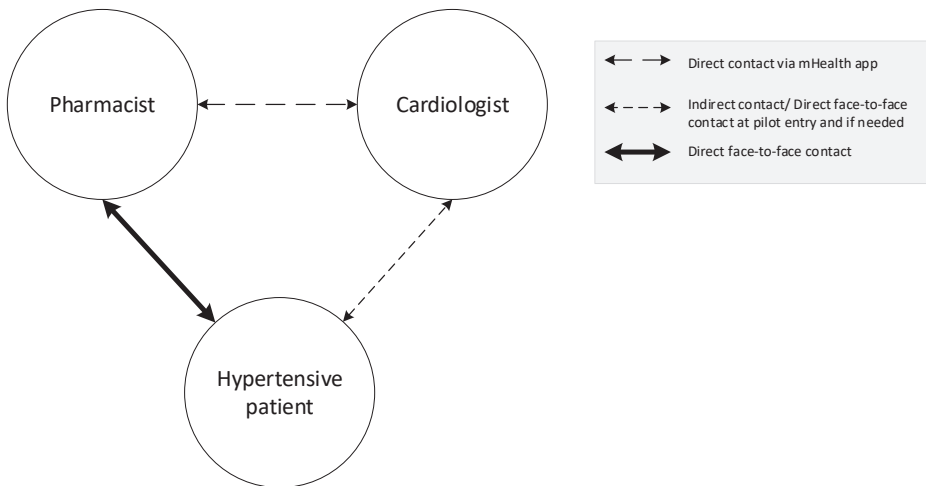 Pharmacist
Cardiologist
Hypertensive
patient
Direct contact via mHealth app
Indirect contact/ Direct face-to-face
contact at pilot entry and if needed
Direct face-to-face contact